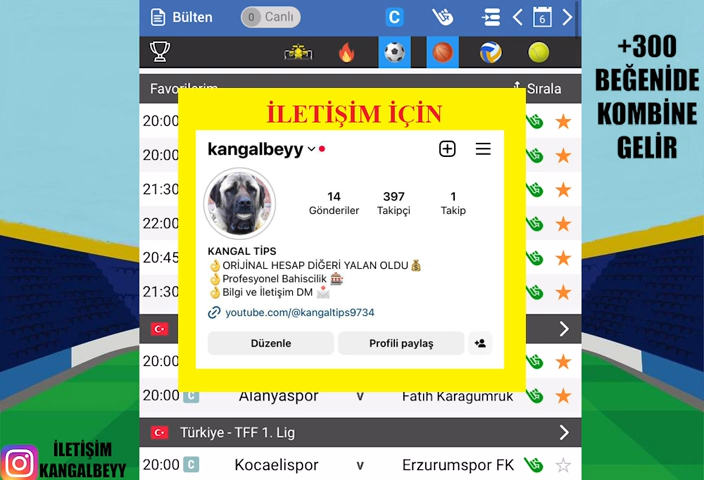 Bülten
0 Canlı
C
6
+300
BEĞENİDE
KOMBİNE
GELİR
Sırala
İLETİŞİM İÇİN
kangalbeyy
14 397 1
Gönderiler Takipçi Takip
KANGAL TİPS
👌ORİJİNAL HESAP DİĞERİ YALAN OLDU💰
👌Profesyonel Bahiscilik🎰
👌Bilgi ve İletişim DM 📩
youtube.com/@kangaltips9734
Düzenle Profili paylaş
20:00
20:00
21:30
22:00
20:45
21:30
20:00
20:00 C Alanyaspor v Fatih Karagümrük
Türkiye - TFF 1. Lig
20:00 C Kocaelispor v Erzurumspor FK
İLETİŞİM
KANGALBEYY